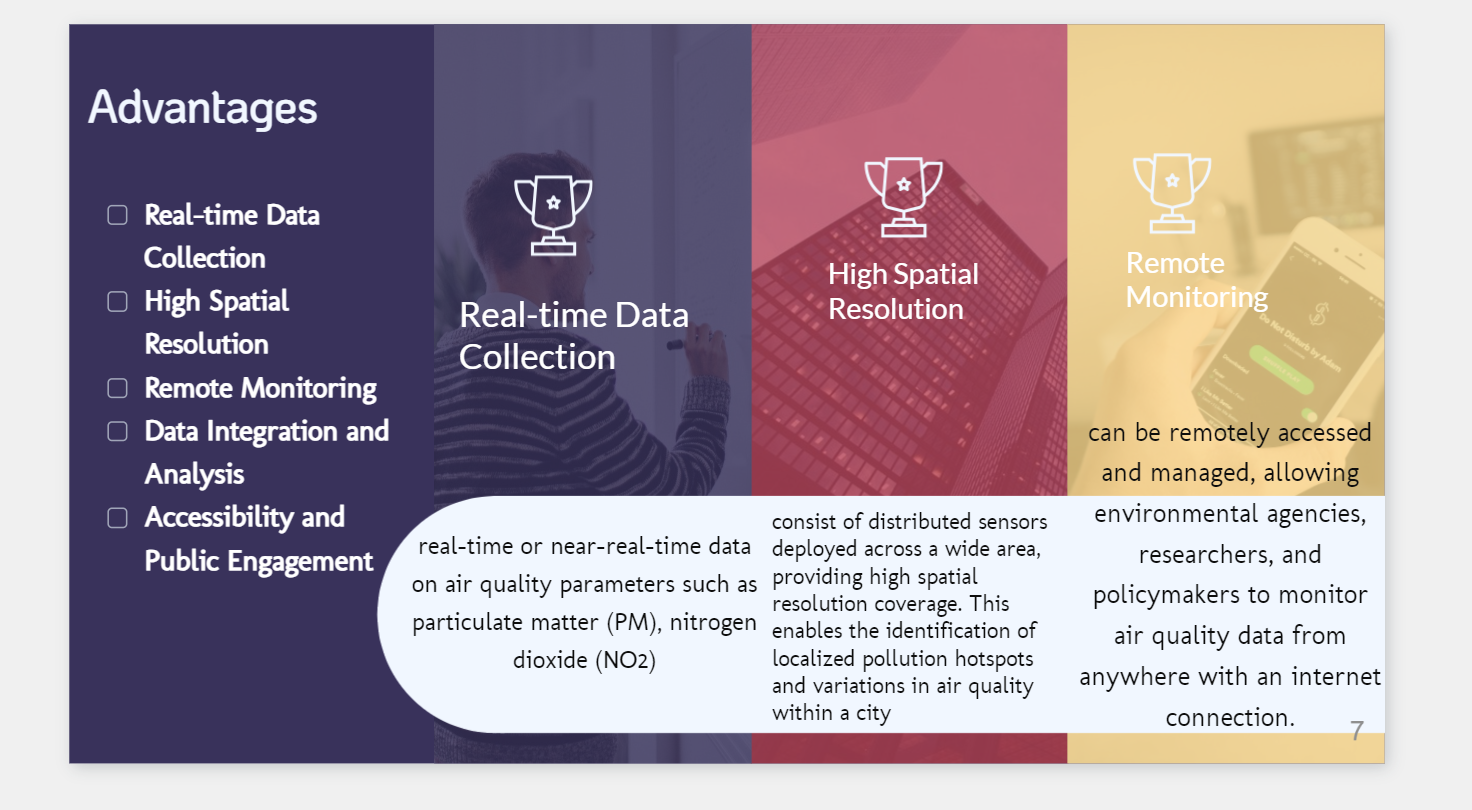 Advantages
Real-time Data
Collection
High Spatial
Resolution
Remote Monitoring
Data Integration and
Analysis
Accessibility and
Public Engagement
Real-time Data
Collection
real-time or near-real-time data
on air quality parameters such as
particulate matter (PM), nitrogen
dioxide (NO2)
High Spatial
Resolution
consist of distributed sensors
deployed across a wide area,
providing high spatial
resolution coverage. This
enables the identification of
localized pollution hotspots
and variations in air quality
within a city
Remote
Monitoring
Do Not Disturb by Adam
can be remotely accessed
and managed, allowing
environmental agencies,
researchers, and
policymakers to monitor
air quality data from
anywhere with an internet
connection.
7